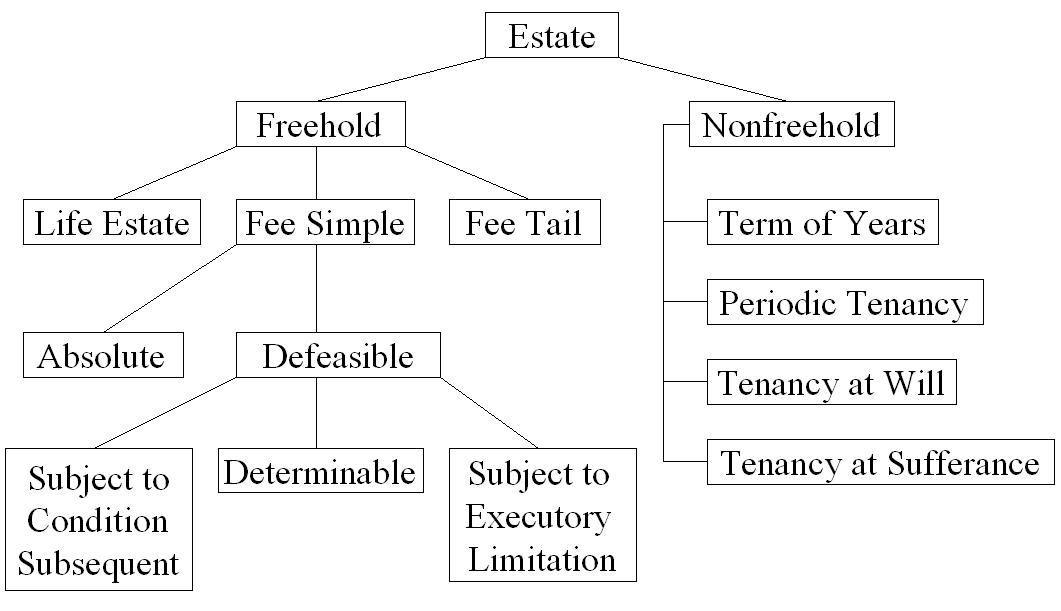 Estate
Freehold
Nonfreehold
Life Estate
Fee Simple
Fee Tail
Term of Years
Periodic Tenancy
Absolute
Defeasible
Tenancy at Will
Subject to
Condition
Subsequent
Determinable
Subject to
Executory
Limitation
Tenancy at Sufferance